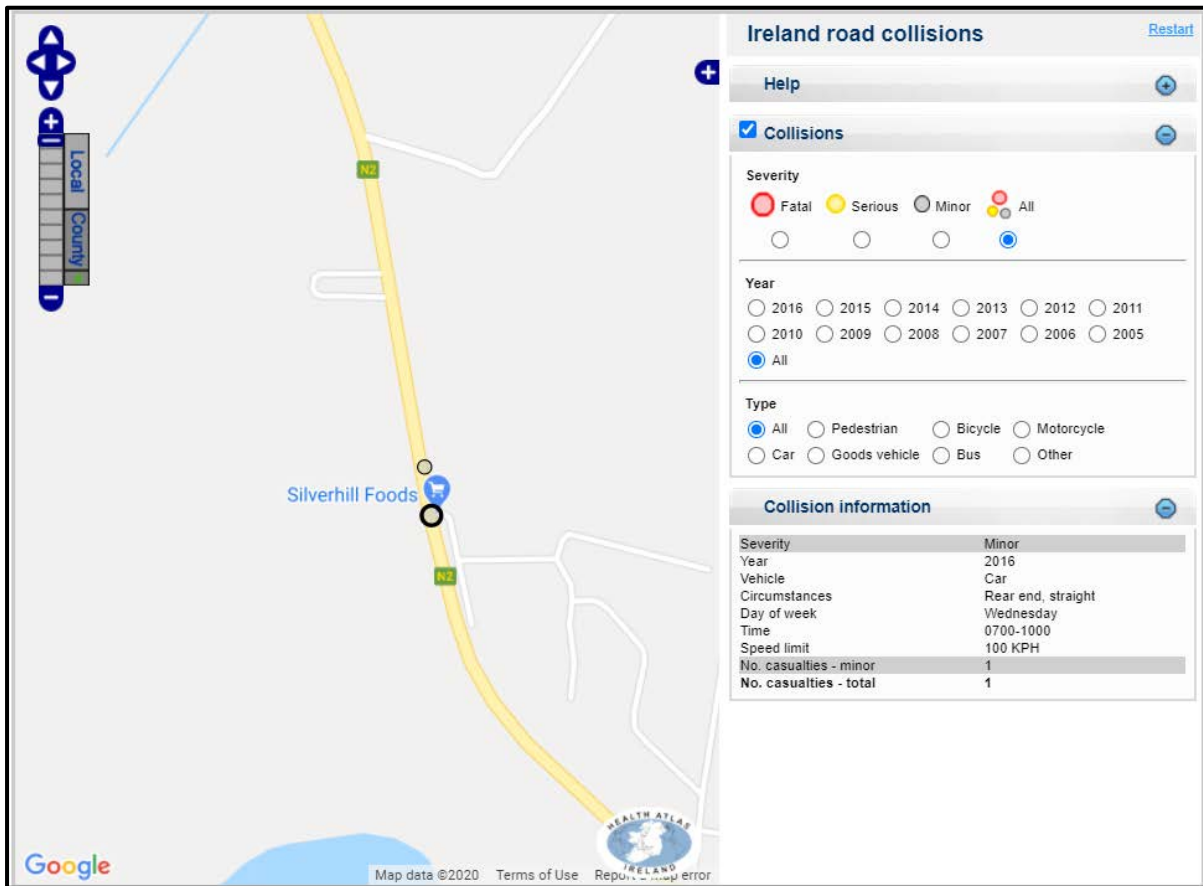 Local
County
N2
Silverhill Foods
N2
Google
Map data ©2020 Terms of Use Report a map error
HEALTH ATLAS
IRELAND
Ireland road collisions
Restart
Help
Collisions
Severity
Fatal Serious Minor All
Year
2016 2015 2014 2013 2012 2011
2010 2009 2008 2007 2006 2005
All
Type
All Pedestrian Bicycle Motorcycle
Car Goods vehicle Bus Other
Collision information
Severity Minor
Year 2016
Vehicle Car
Circumstances Rear end, straight
Day of week Wednesday
Time 0700-1000
Speed limit 100 KPH
No. casualties - minor 1
No. casualties - total 1